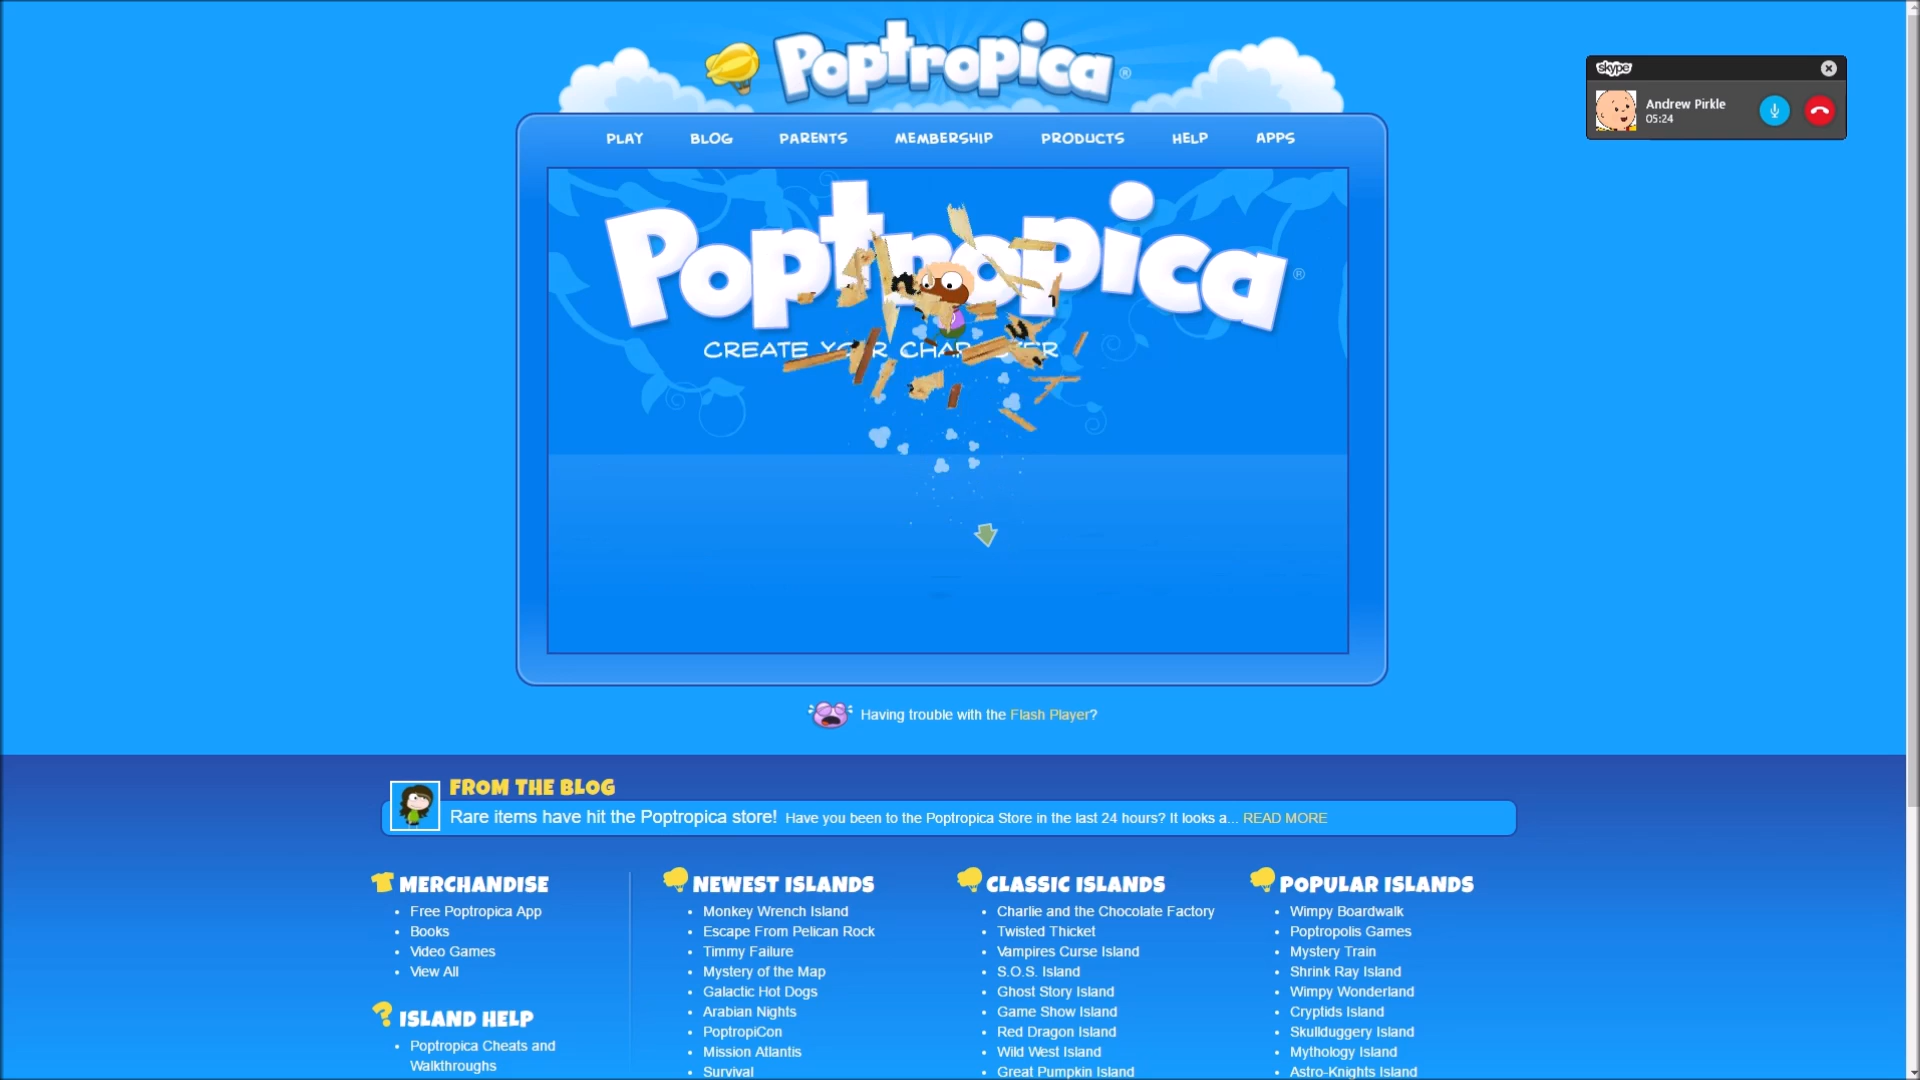 Poptropica®
skype
Andrew Pirkle
05:24
PLAY BLOG PARENTS MEMBERSHIP PRODUCTS HELP APPS
Poptropica®
CREATE YOUR CHARACTER
Having trouble with the Flash Player?
FROM THE BLOG
Rare items have hit the Poptropica store! Have you been to the Poptropica Store in the last 24 hours? It looks a... READ MORE
MERCHANDISE
• Free Poptropica App
• Books
• Video Games
• View All
ISLAND HELP
• Poptropica Cheats and
Walkthroughs
NEWEST ISLANDS
• Monkey Wrench Island
• Escape From Pelican Rock
• Timmy Failure
• Mystery of the Map
• Galactic Hot Dogs
• Arabian Nights
• PoptropiCon
• Mission Atlantis
• Survival
CLASSIC ISLANDS
• Charlie and the Chocolate Factory
• Twisted Thicket
• Vampires Curse Island
• S.O.S. Island
• Ghost Story Island
• Game Show Island
• Red Dragon Island
• Wild West Island
• Great Pumpkin Island
POPULAR ISLANDS
• Wimpy Boardwalk
• Poptropolis Games
• Mystery Train
• Shrink Ray Island
• Wimpy Wonderland
• Cryptids Island
• Skullduggery Island
• Mythology Island
• Astro-Knights Island